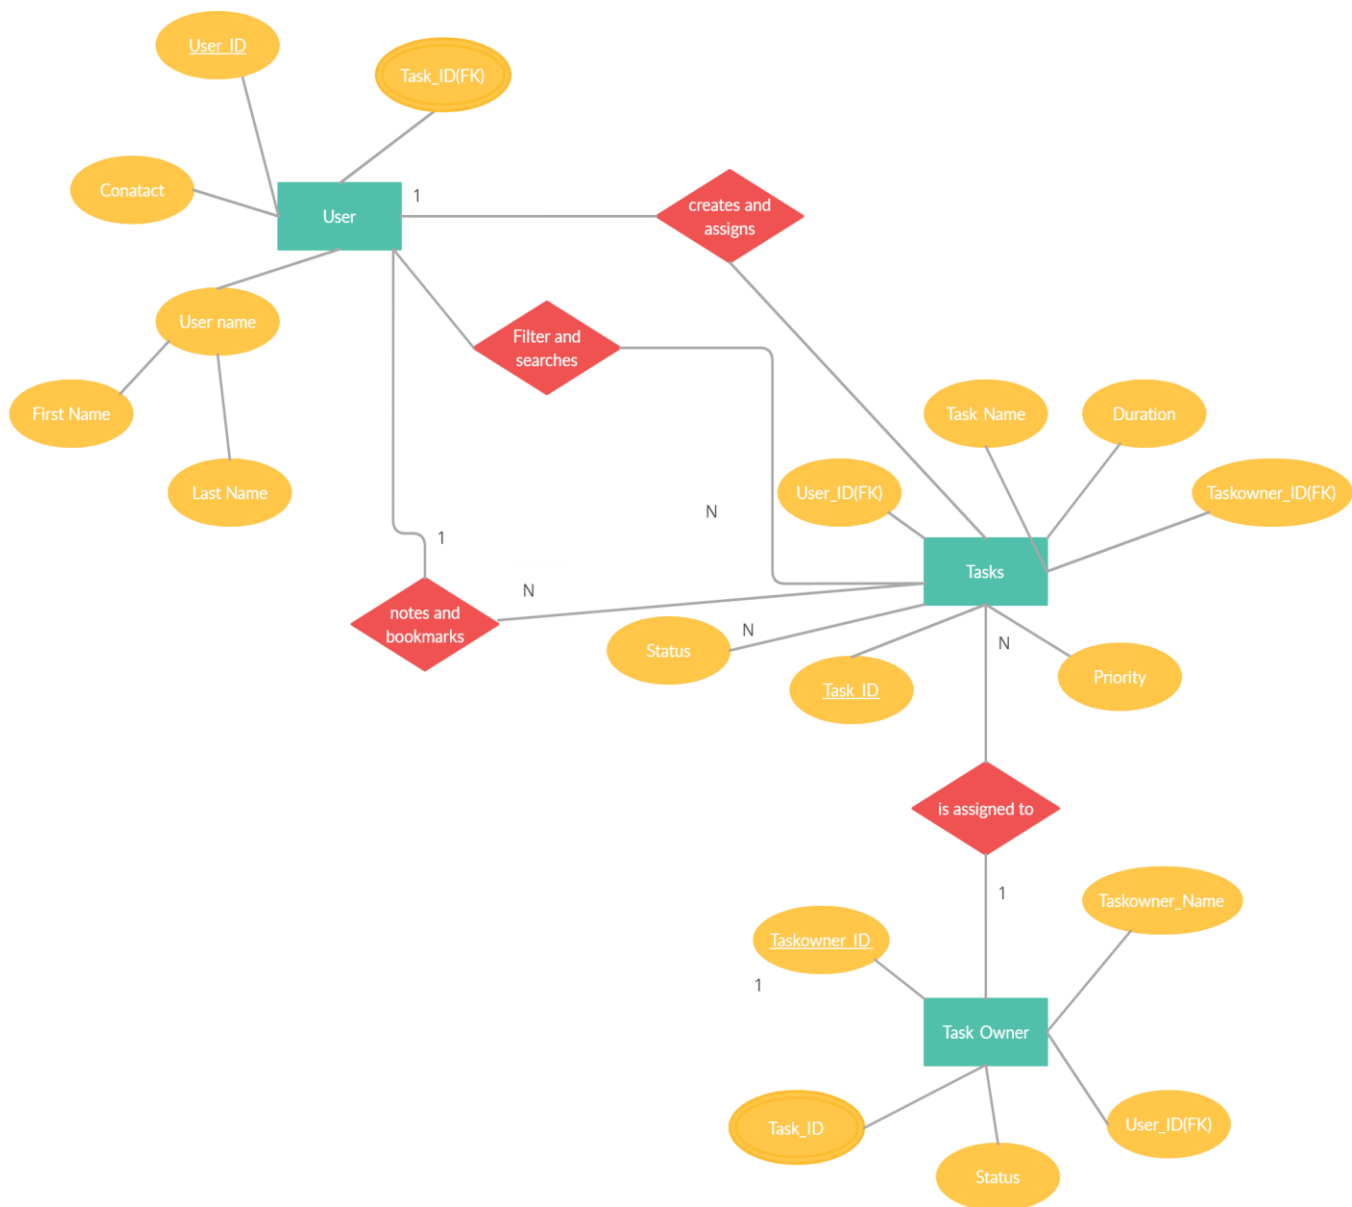 User_ID
Task_ID(FK)
Conatact
User
1
creates and
assigns
User name
Filter and
searches
First Name
Last Name
Task Name
Duration
User_ID(FK)
Taskowner_ID(FK)
N
1
Tasks
N
notes and
bookmarks
Status
N
N
Task_ID
Priority
is assigned to
1
Taskowner_Name
Taskowner_ID
1
Task Owner
Task_ID
User_ID(FK)
Status